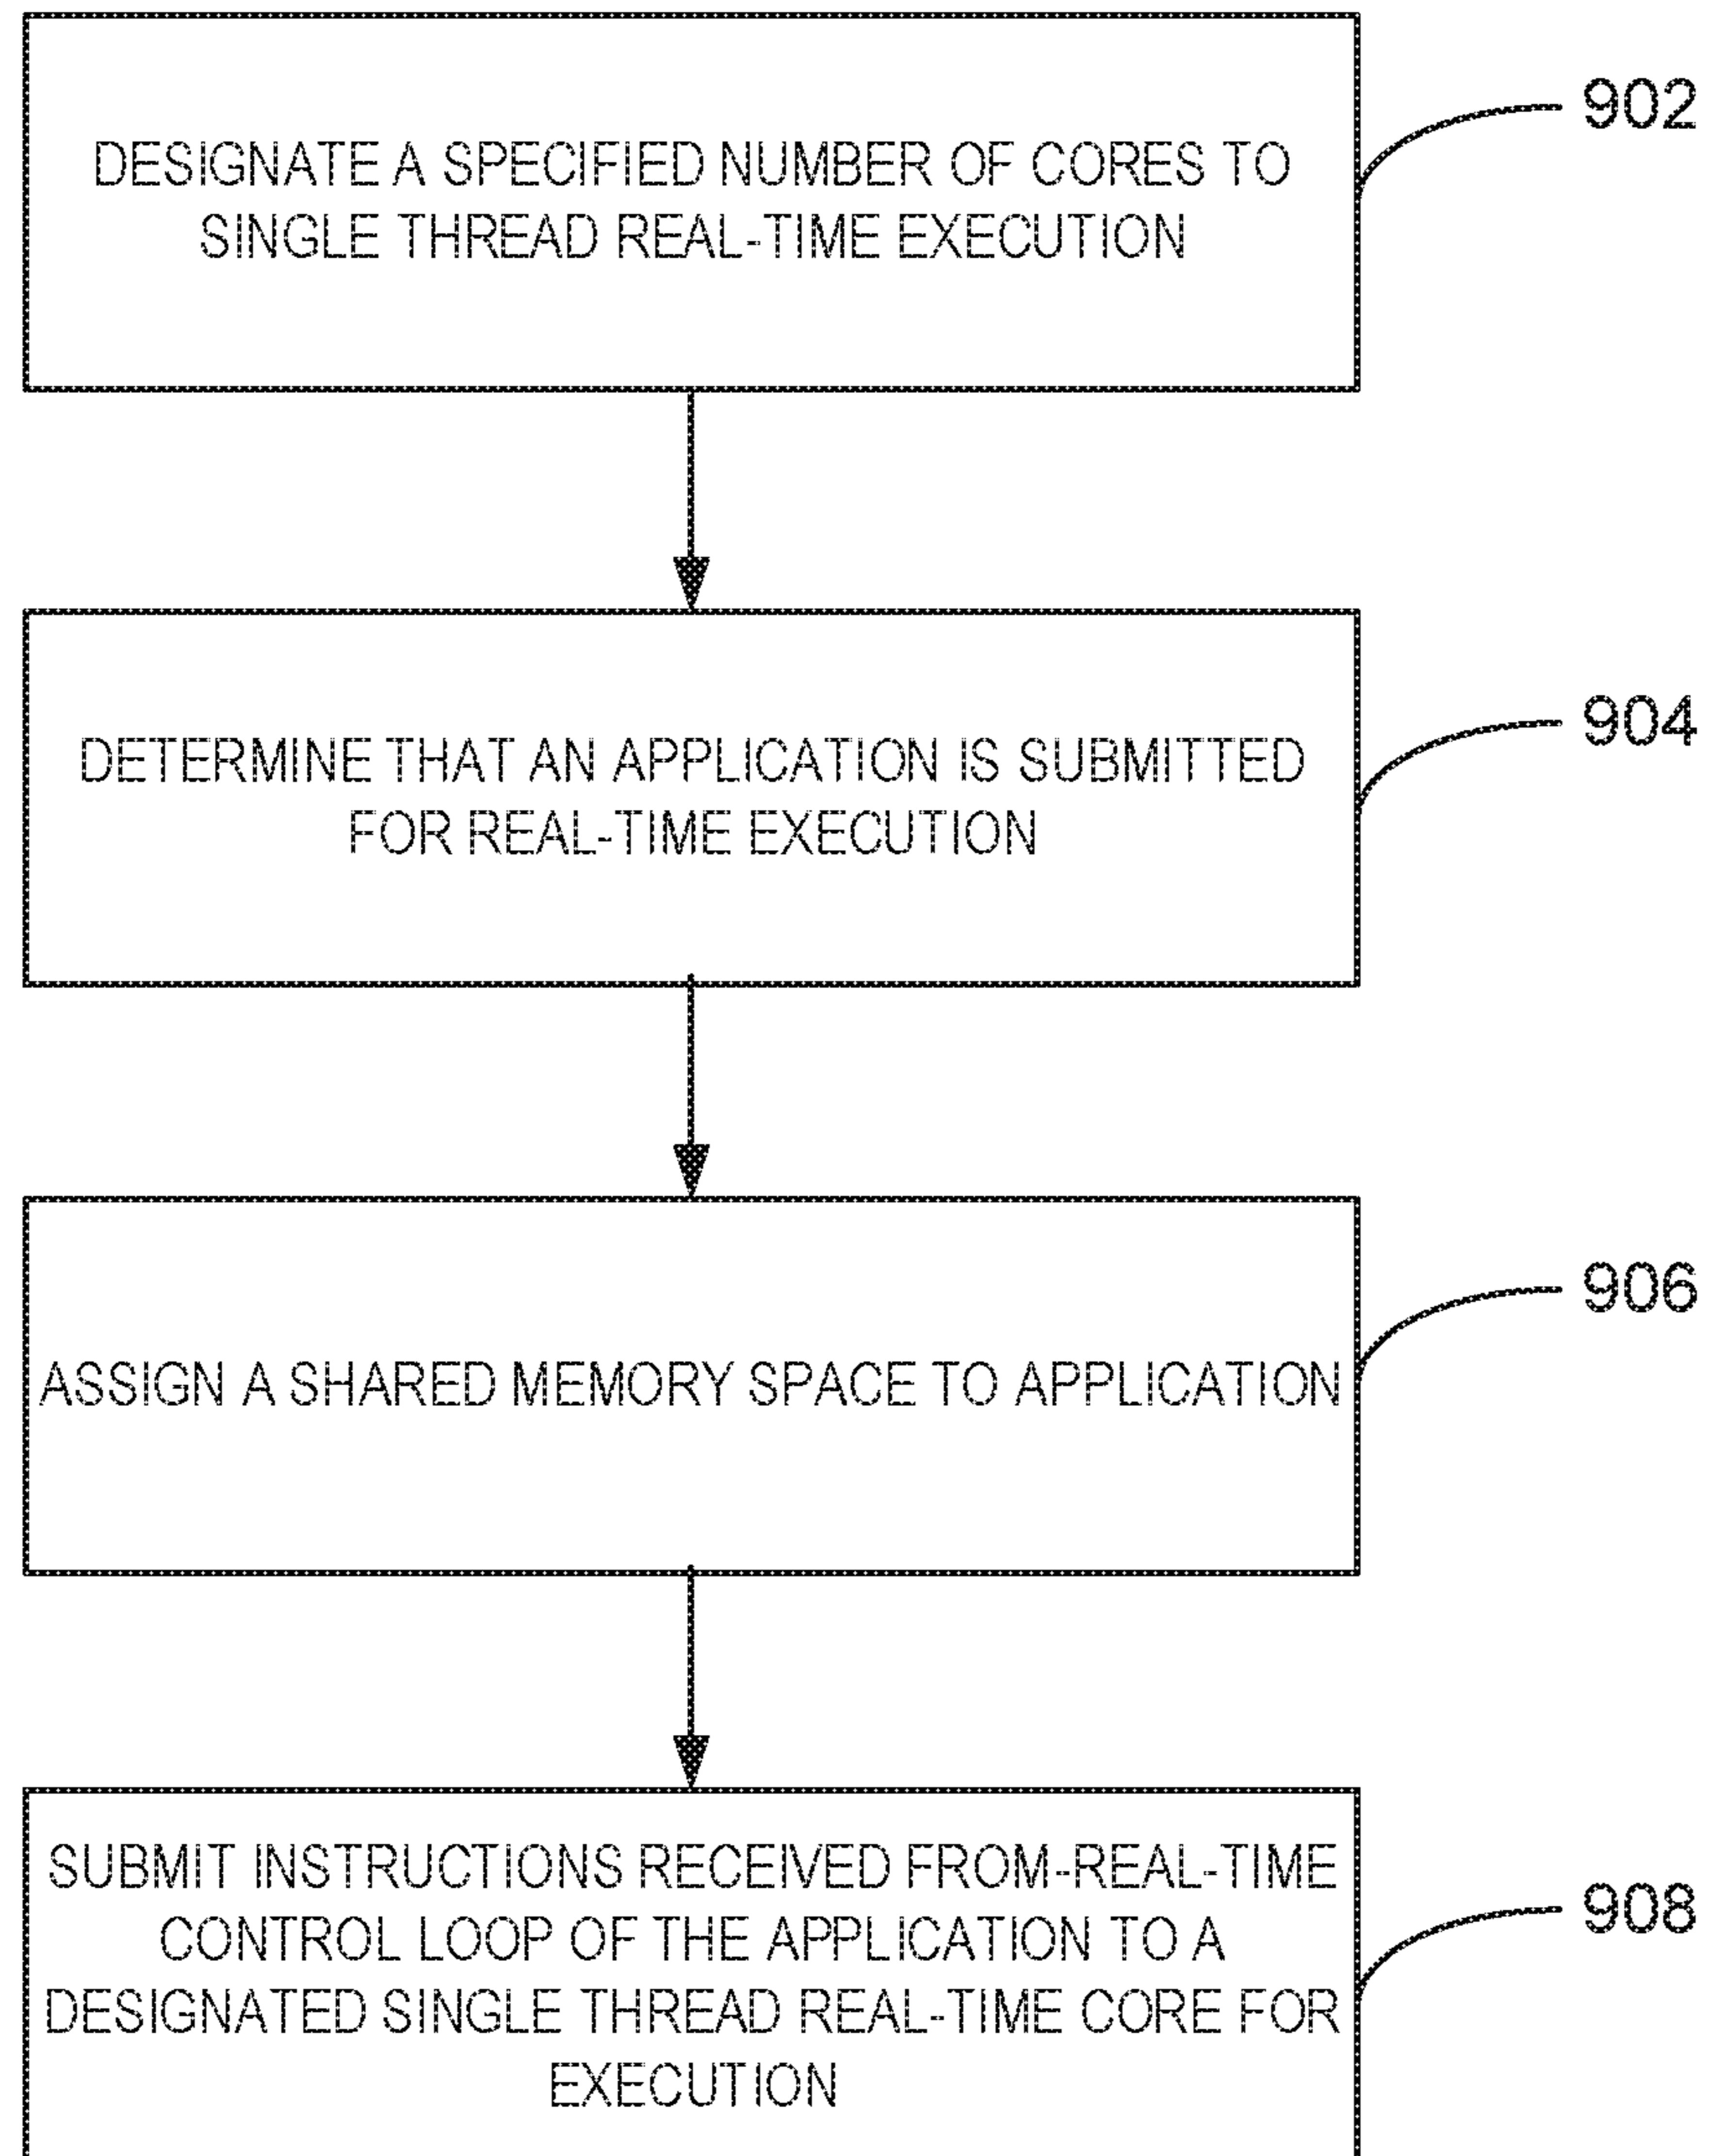 DESIGNATE A SPECIFIED NUMBER OF CORES TO
SINGLE THREAD REAL-TIME EXECUTION
902
DETERMINE THAT AN APPLICATION IS SUBMITTED
FOR REAL-TIME EXECUTION
904
ASSIGN A SHARED MEMORY SPACE TO APPLICATION
906
SUBMIT INSTRUCTIONS RECEIVED FROM-REAL-TIME
CONTROL LOOP OF THE APPLICATION TO A
DESIGNATED SINGLE THREAD REAL-TIME CORE FOR
EXECUTION
908